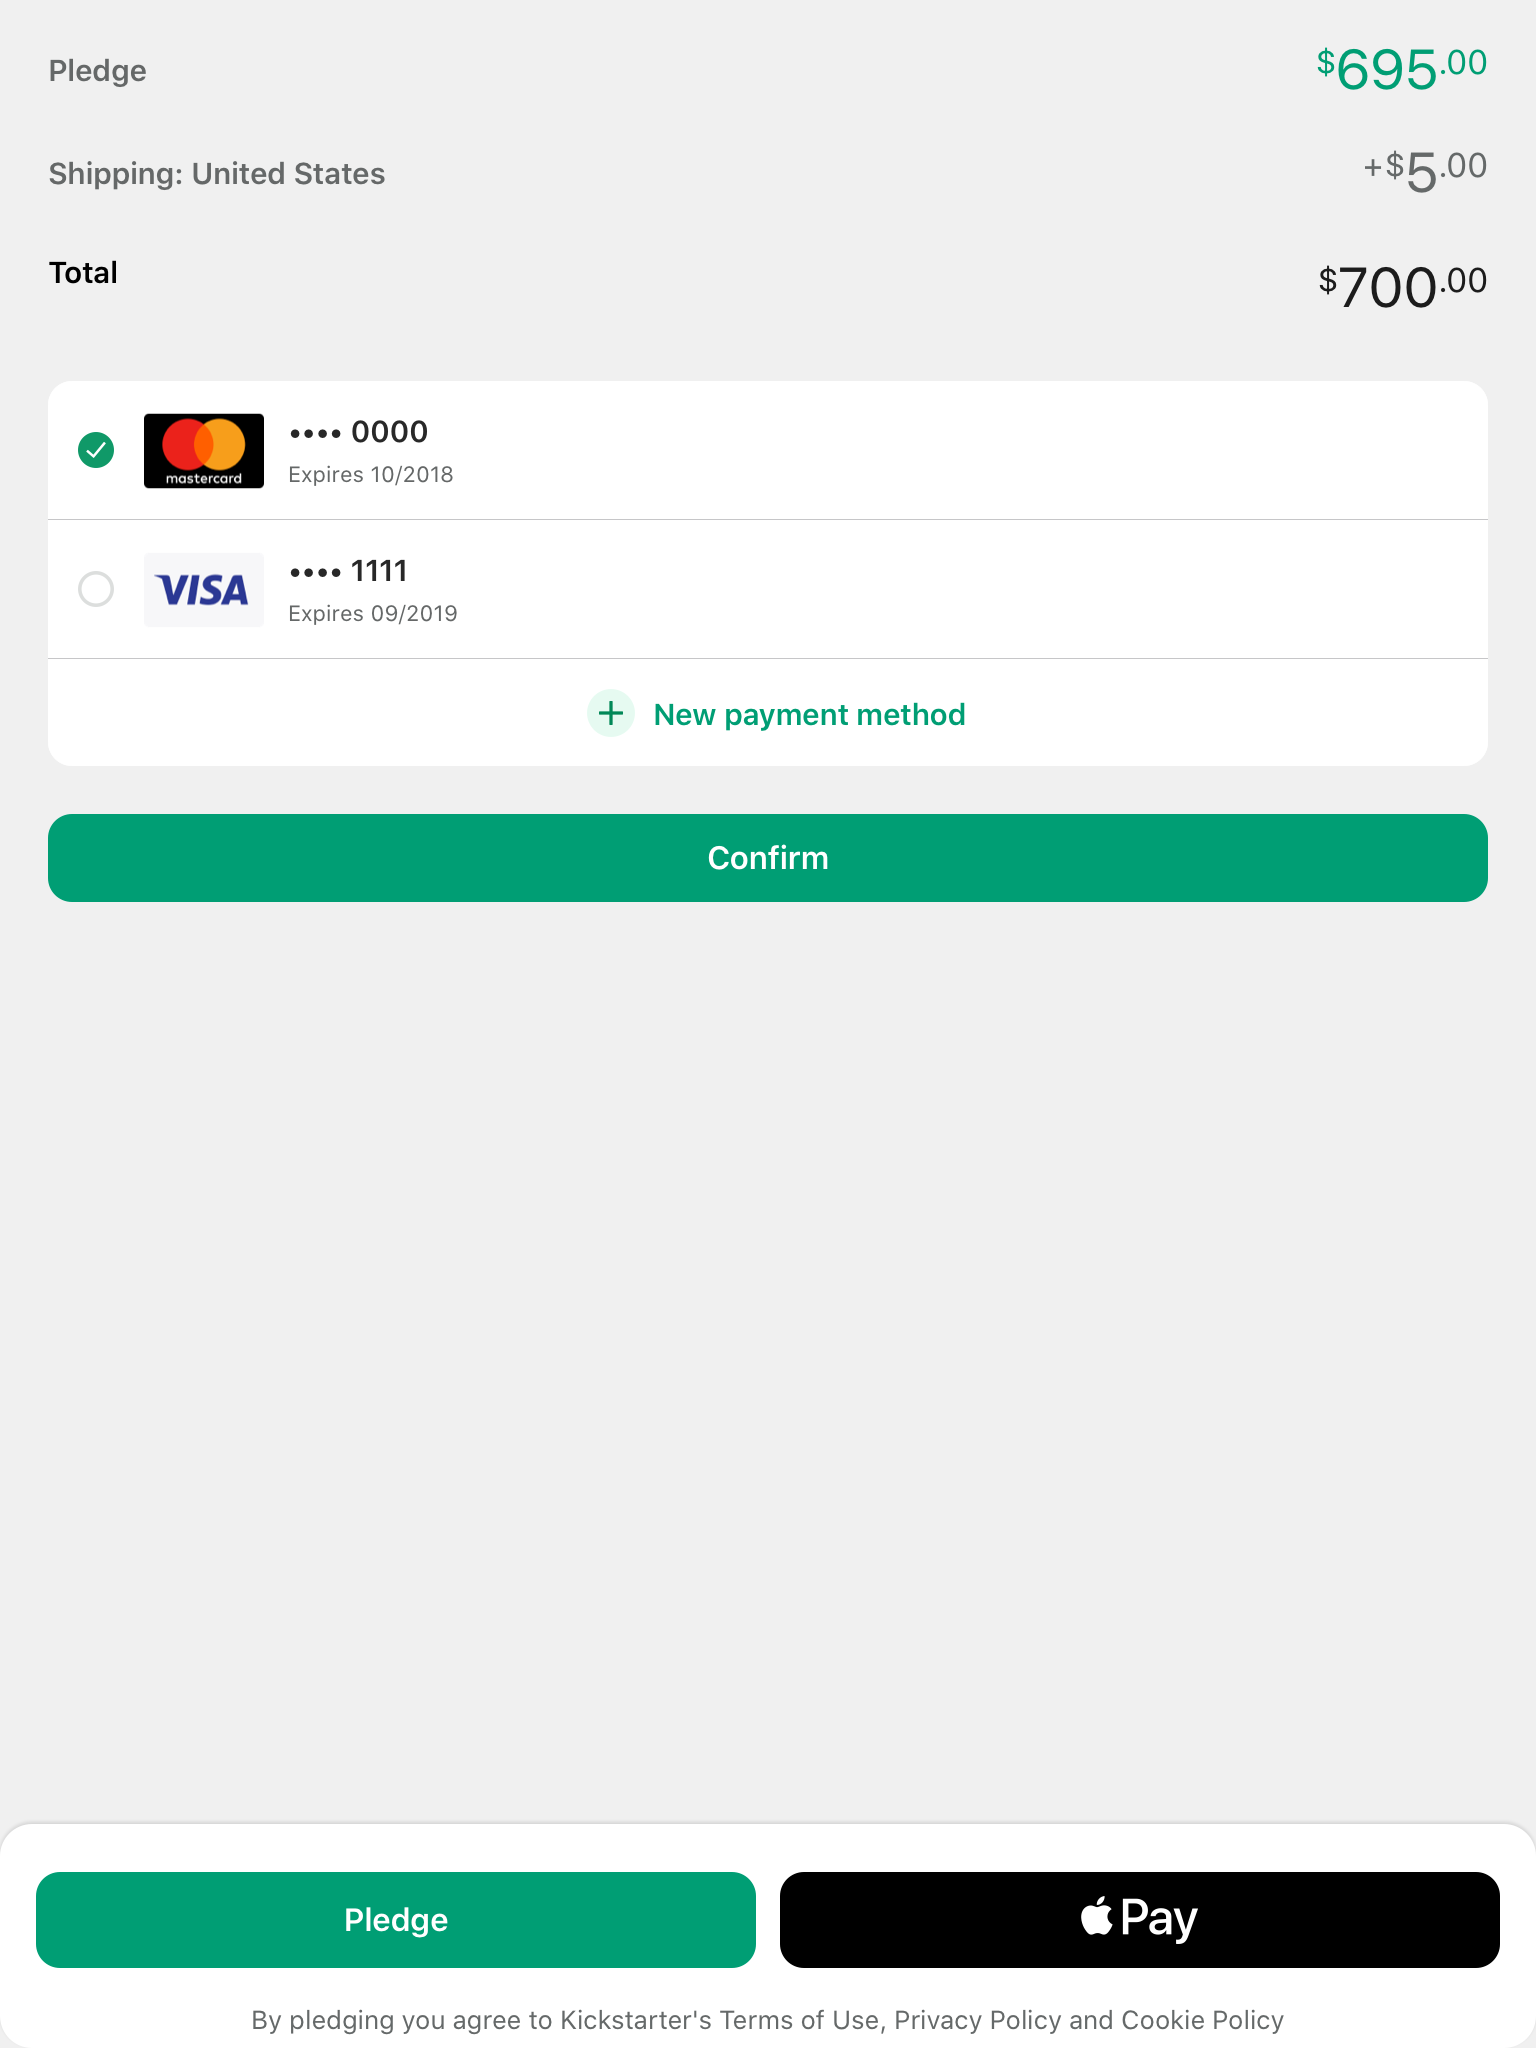 Pledge $695.00
Shipping: United States +$5.00
Total $700.00
•••• 0000
mastercard
Expires 10/2018
•••• 1111
VISA
Expires 09/2019
New payment method
Confirm
Pledge
Pay
By pledging you agree to Kickstarter's Terms of Use, Privacy Policy and Cookie Policy